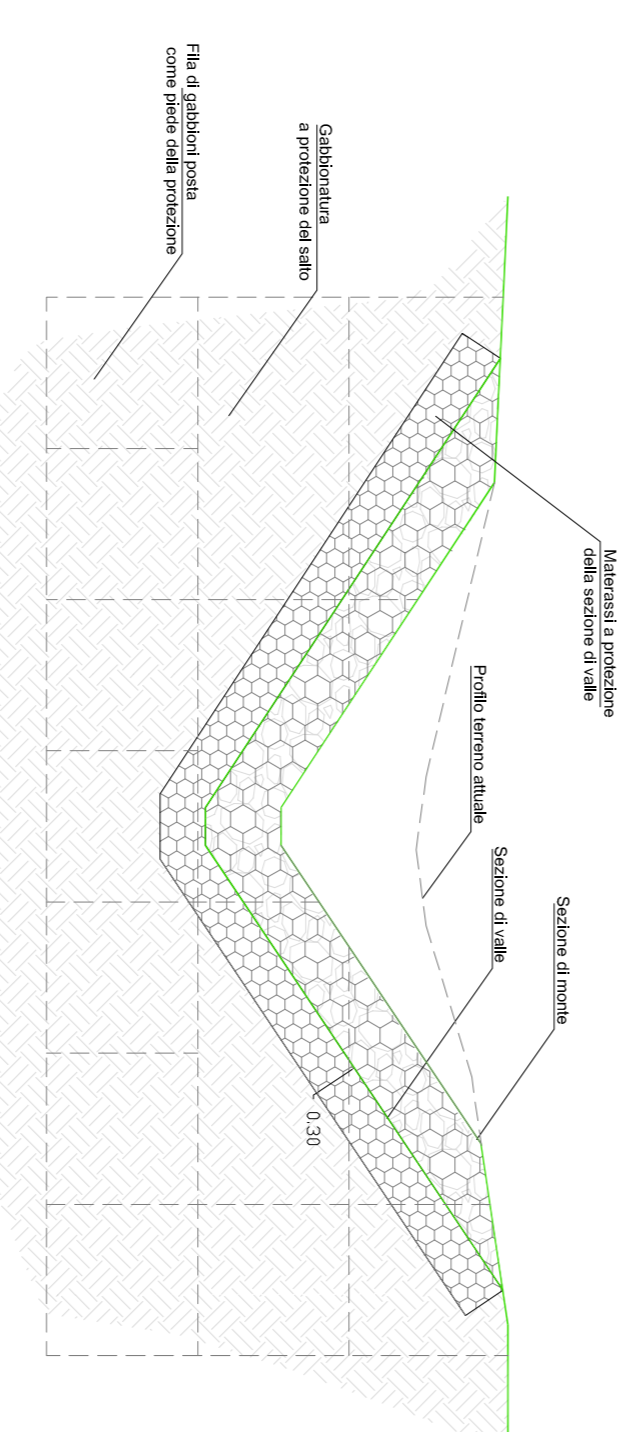 Fila di gabbioni posta
come piede della protezione
Gabbionatura
a protezione del salto
Materassi a protezione
della sezione di valle
Profilo terreno attuale
Sezione di valle
Sezione di monte
0.30